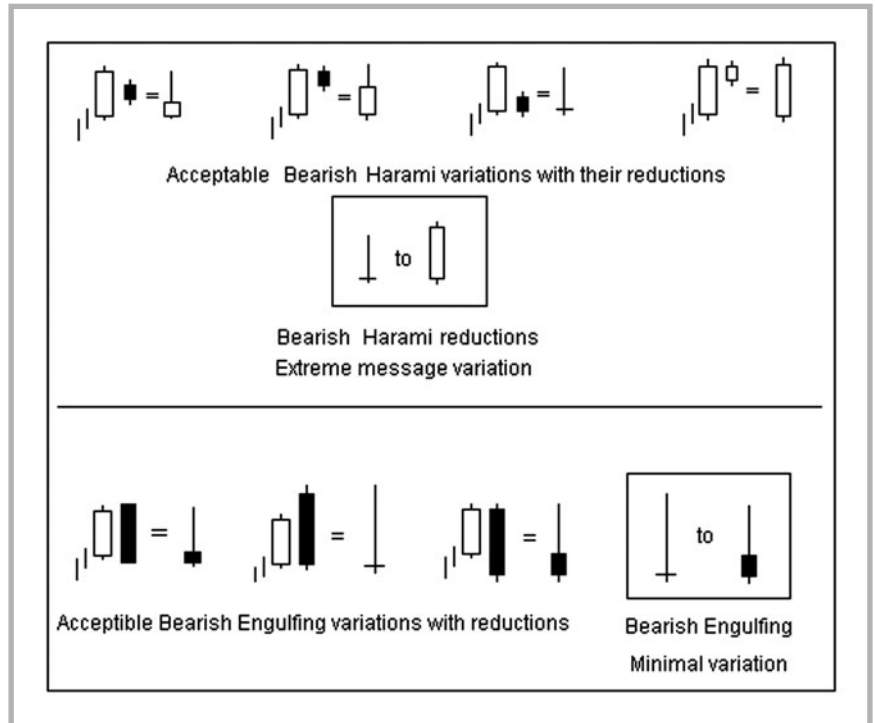 =
=
=
=
Acceptable Bearish Harami variations with their reductions
to
Bearish Harami reductions
Extreme message variation
=
=
=
to
Acceptible Bearish Engulfing variations with reductions
Bearish Engulfing
Minimal variation